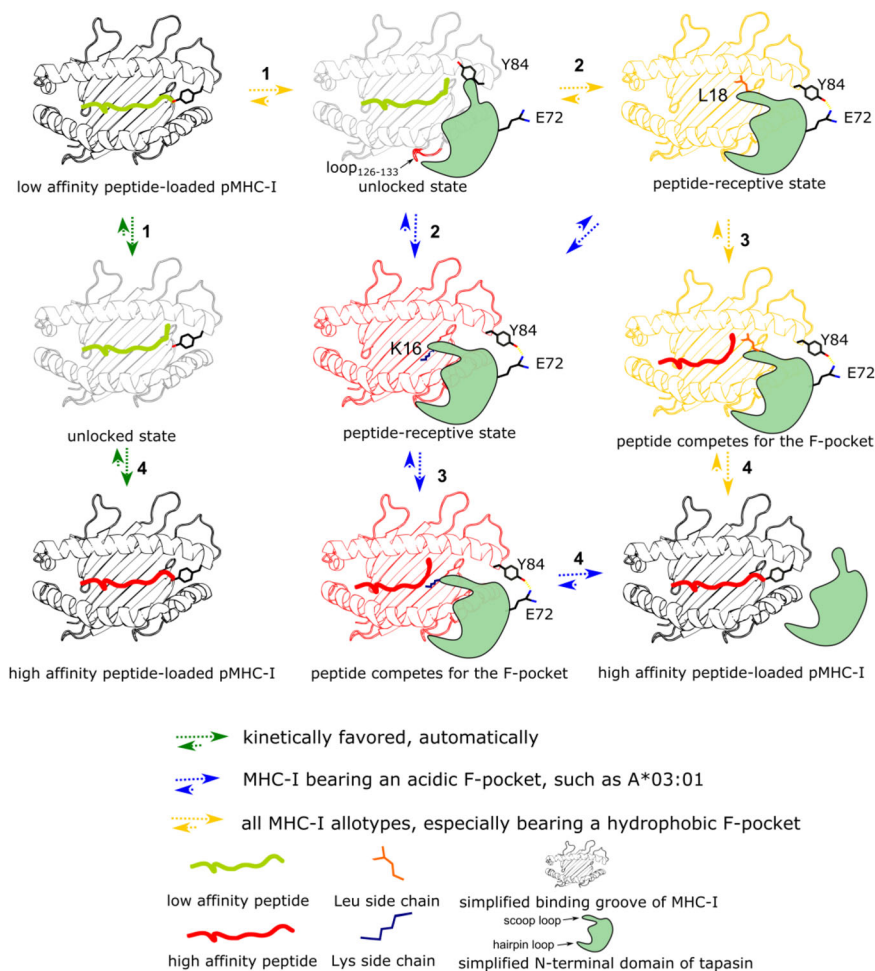 1
Y84
2
L18
Y84
E72
E72
loop126-133
low affinity peptide-loaded pMHC-I
unlocked state
peptide-receptive state
1
2
3
K16
Y84
E72
Y84
E72
unlocked state
peptide-receptive state
peptide competes for the F-pocket
4
3
4
4
Y84
E72
high affinity peptide-loaded pMHC-I
peptide competes for the F-pocket
high affinity peptide-loaded pMHC-I
kinetically favored, automatically
MHC-I bearing an acidic F-pocket, such as A*03:01
all MHC-I allotypes, especially bearing a hydrophobic F-pocket
low affinity peptide
Leu side chain
simplified binding groove of MHC-I
scoop loop
hairpin loop
high affinity peptide
Lys side chain
simplified N-terminal domain of tapasin